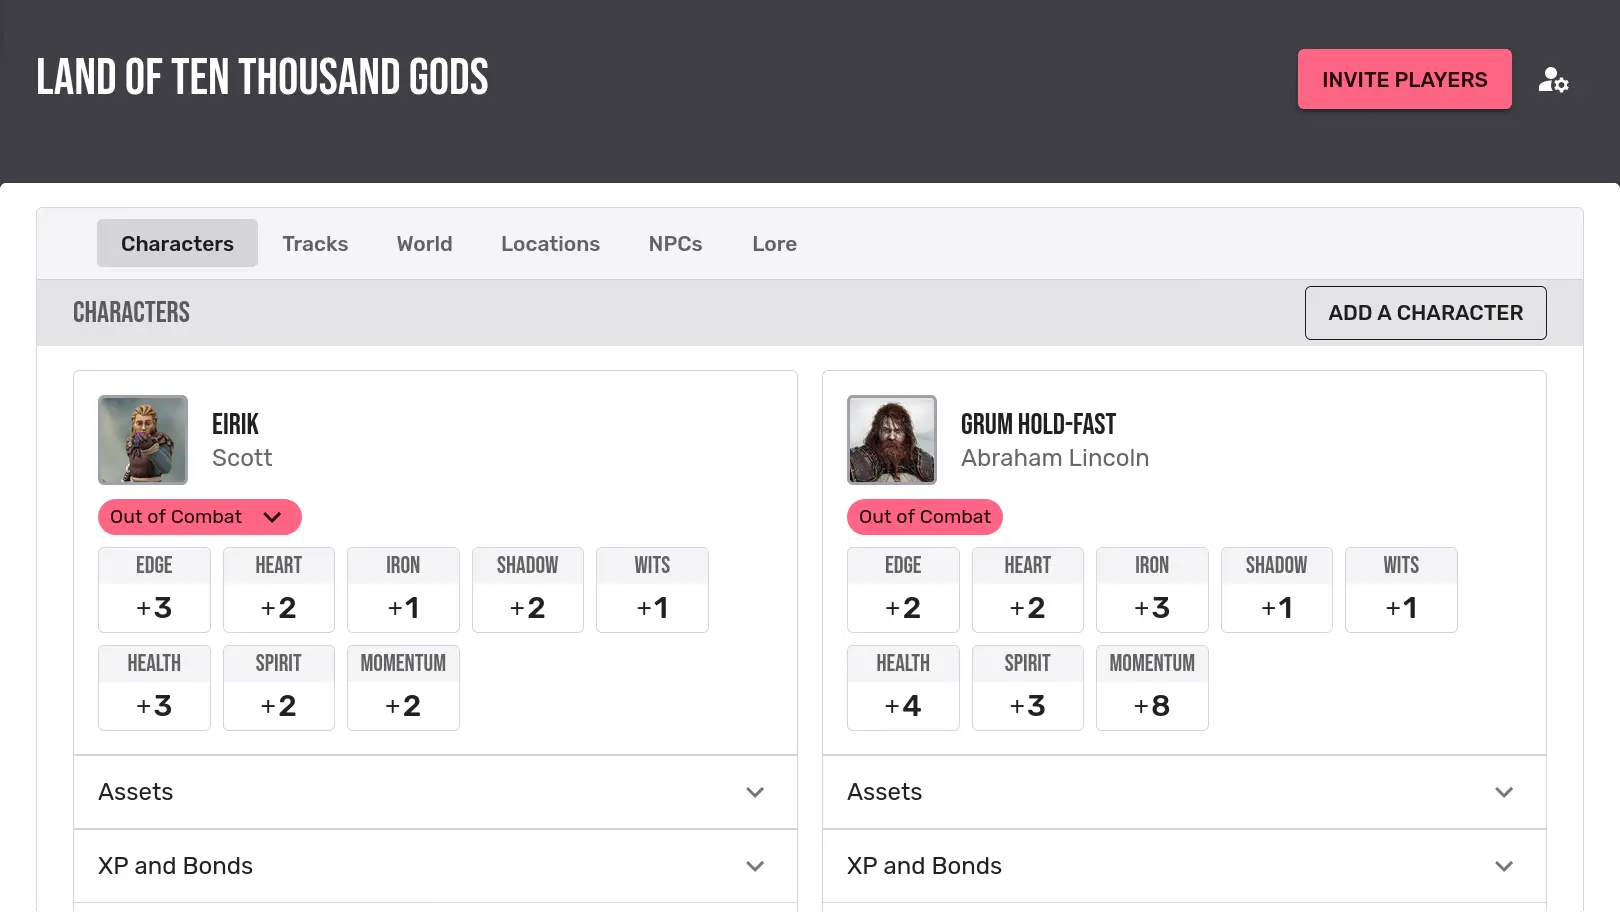 LAND OF TEN THOUSAND GODS
INVITE PLAYERS
Characters Tracks World Locations NPCs Lore
CHARACTERS
ADD A CHARACTER
EIRIK
Scott
Out of Combat
EDGE HEART IRON SHADOW WITS
+3 +2 +1 +2 +1
HEALTH SPIRIT MOMENTUM
+3 +2 +2
Assets
XP and Bonds
GRUM HOLD-FAST
Abraham Lincoln
Out of Combat
EDGE HEART IRON SHADOW WITS
+2 +2 +3 +1 +1
HEALTH SPIRIT MOMENTUM
+4 +3 +8
Assets
XP and Bonds